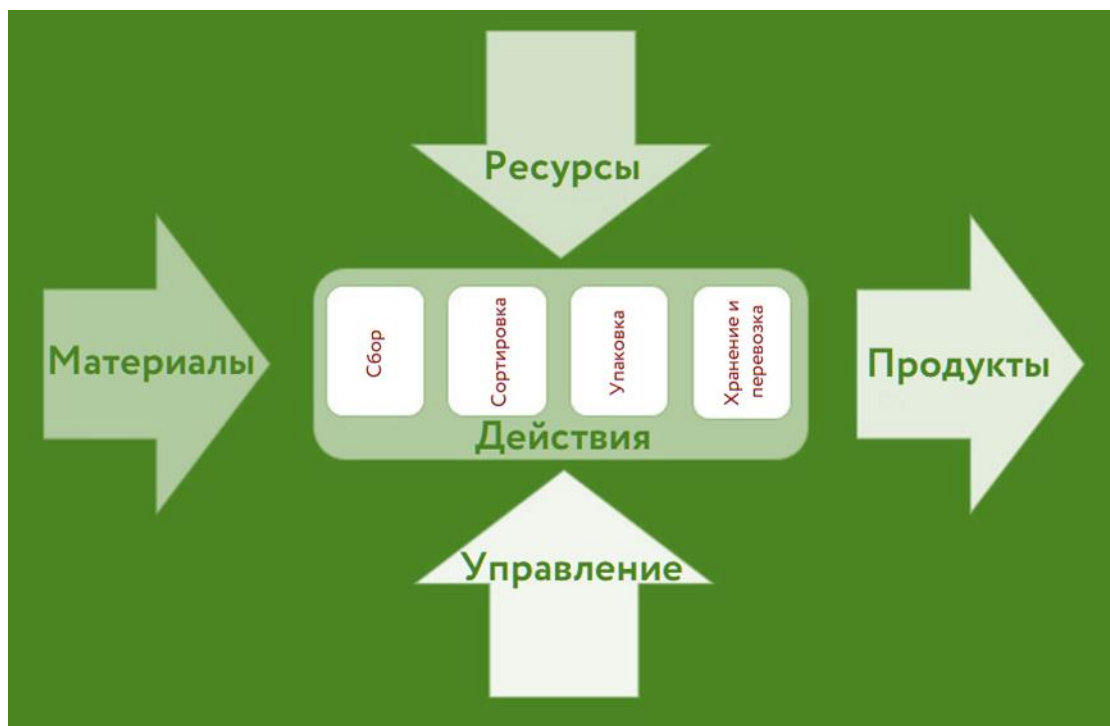 Ресурсы
Материалы
Сбор
Сортировка
Упаковка
Хранение и
перевозка
Действия
Продукты
Управление